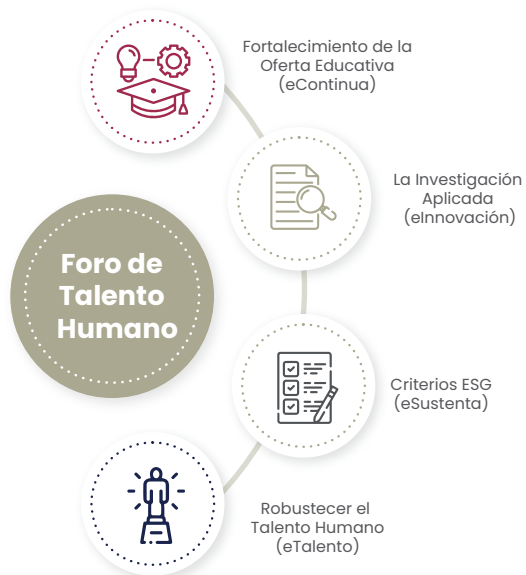 Fortalecimiento de la
Oferta Educativa
(eContinua)
La Investigación
Aplicada
(eInnovación)
Foro de
Talento
Humano
Criterios ESG
(eSustenta)
Robustecer el
Talento Humano
(eTalento)